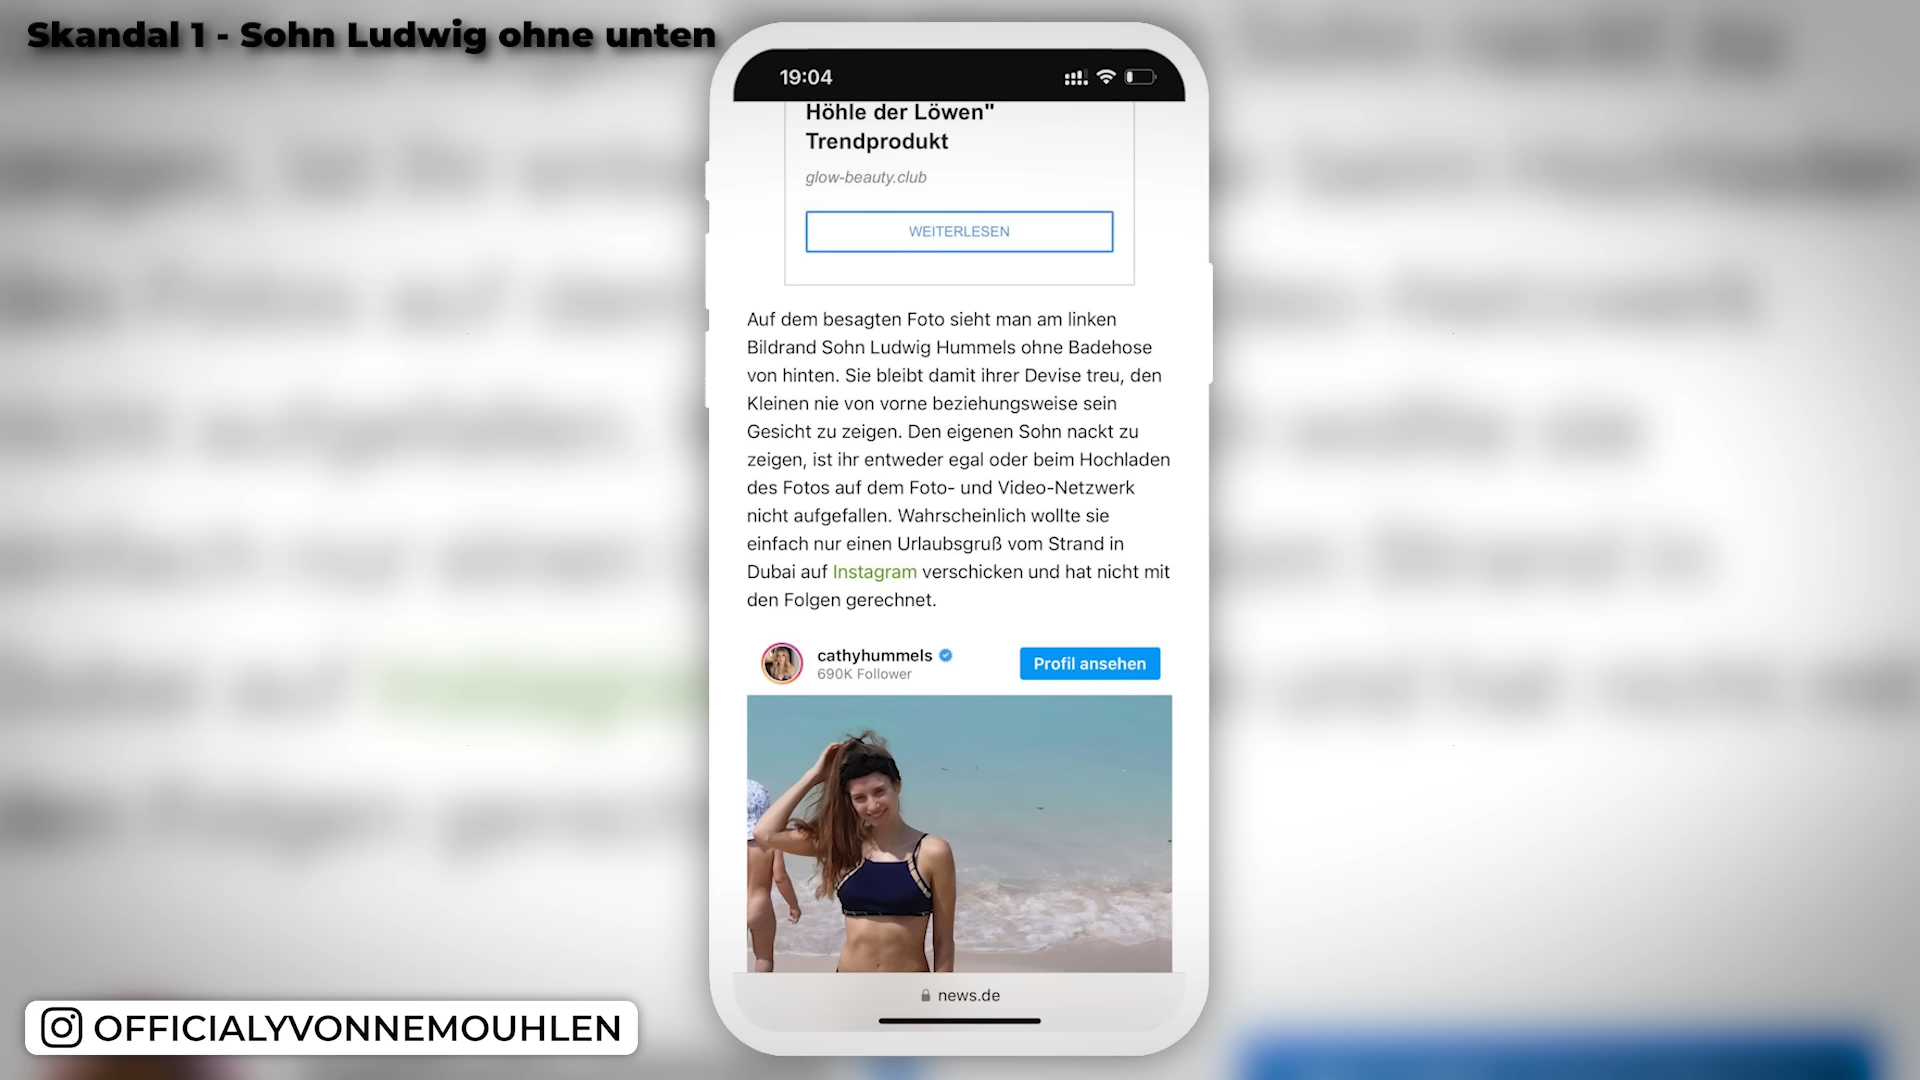 Skandal 1 - Sohn Ludwig ohne unten
19:04
Höhle der Löwen"
Trendprodukt
glow-beauty.club
WEITERLESEN
Auf dem besagten Foto sieht man am linken
Bildrand Sohn Ludwig Hummels ohne Badehose
von hinten. Sie bleibt damit ihrer Devise treu, den
Kleinen nie von vorne beziehungsweise sein
Gesicht zu zeigen. Den eigenen Sohn nackt zu
zeigen, ist ihr entweder egal oder beim Hochladen
des Fotos auf dem Foto- und Video-Netzwerk
nicht aufgefallen. Wahrscheinlich wollte sie
einfach nur einen Urlaubsgruß vom Strand in
Dubai auf Instagram verschicken und hat nicht mit
den Folgen gerechnet.
cathyhummels
690K Follower
Profil ansehen
news.de
OFFICIALYVONNEMOUHLEN